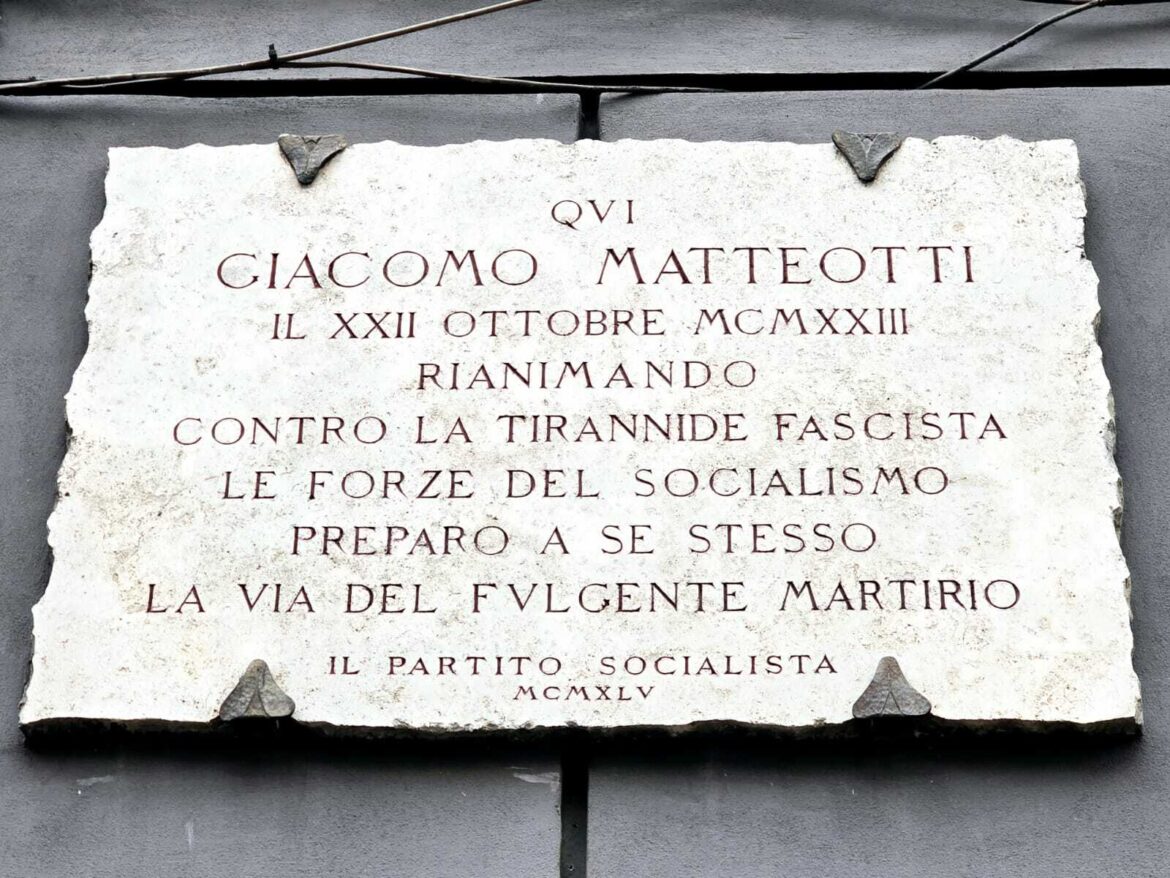 QVI
GIACOMO MATTEOTTI
IL XXII OTTOBRE MCMXXIII
RIANIMANDO
CONTRO LA TIRANNIDE FASCISTA
LE FORZE DEL SOCIALISMO
PREPARÒ A SE STESSO
LA VIA DEL FVLGENTE MARTIRIO
IL PARTITO SOCIALISTA
MCMXLV